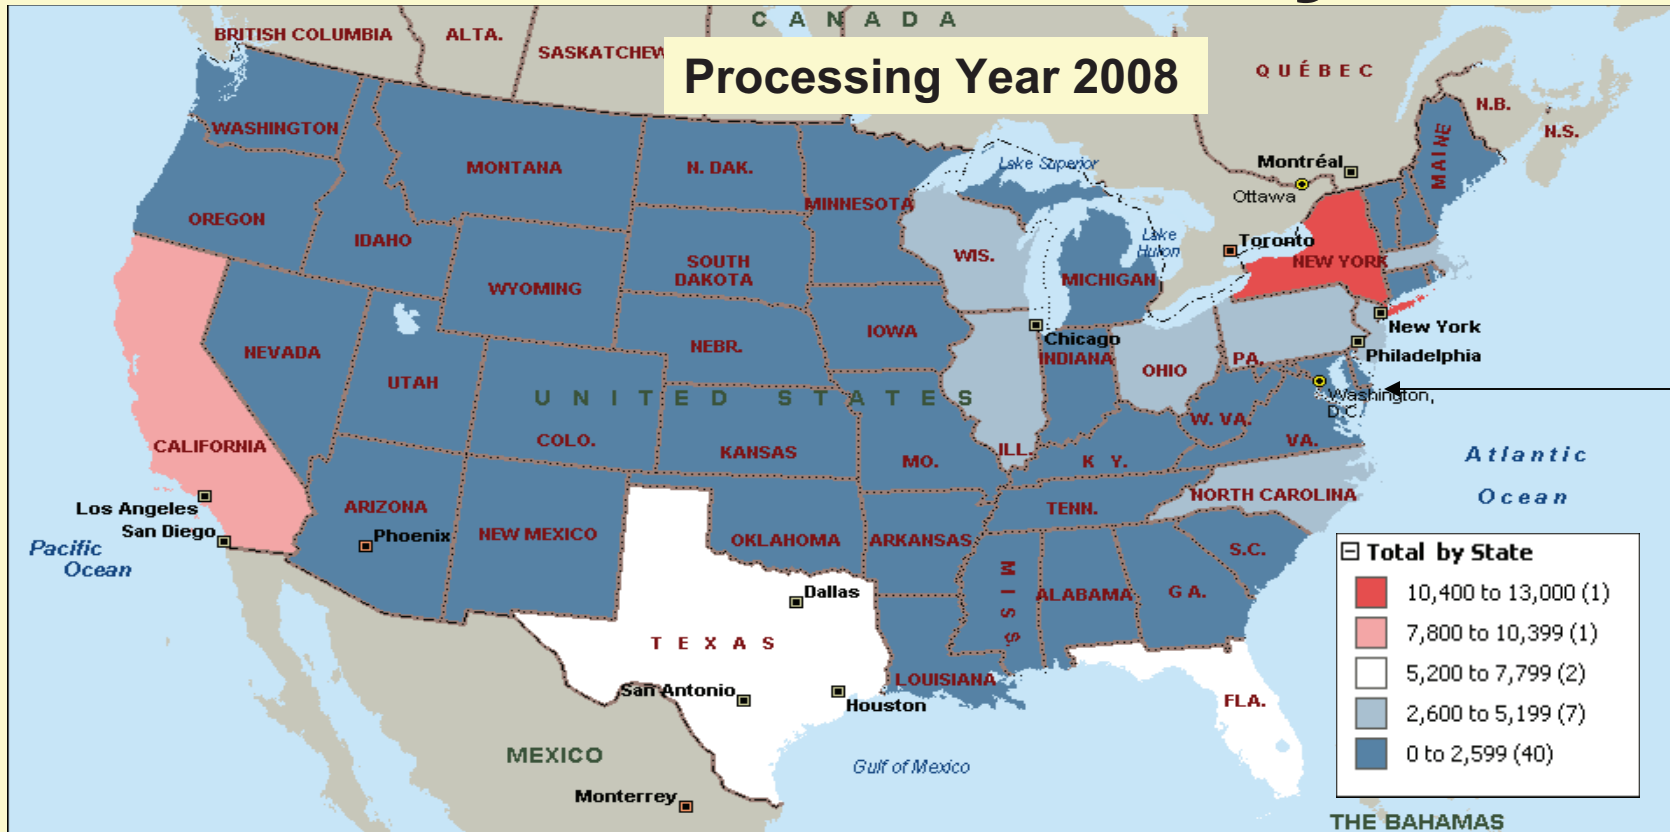 CANADA
BRITISH COLUMBIA
ALTA.
SASKATCHEW
Processing Year 2008
QUÉBEC
N.B.
N.S.
WASHINGTON
MONTANA
N. DAK.
MINNESOTA
Lake Superior
Montréal
Ottawa
MAINE
OREGON
IDAHO
WYOMING
SOUTH
DAKOTA
WIS.
Lake
Huron
MICHIGAN
Toronto
NEW YORK
New York
Philadelphia
NEVADA
UTAH
NEBR.
IOWA
Chicago
INDIANA
OHIO
PA.
UNITED STATES
Washington,
D.C.
CALIFORNIA
COLO.
KANSAS
MO.
ILL.
KY.
W. VA.
VA.
Atlantic
Ocean
Los Angeles
San Diego
ARIZONA
Phoenix
NEW MEXICO
OKLAHOMA
ARKANSAS
TENN.
NORTH CAROLINA
S.C.
Pacific
Ocean
Dallas
MISS
ALABAMA
GA.
TEXAS
San Antonio
Houston
LOUISIANA
FLA.
MEXICO
Gulf of Mexico
Monterrey
THE BAHAMAS
Total by State
10,400 to 13,000 (1)
7,800 to 10,399 (1)
5,200 to 7,799 (2)
2,600 to 5,199 (7)
0 to 2,599 (40)